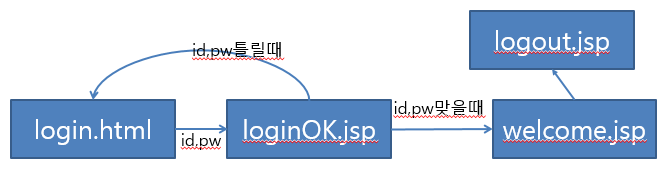 logout.jsp
id,pw틀릴때
login.html
id,pw
loginOK.jsp
id,pw맞을때
welcome.jsp